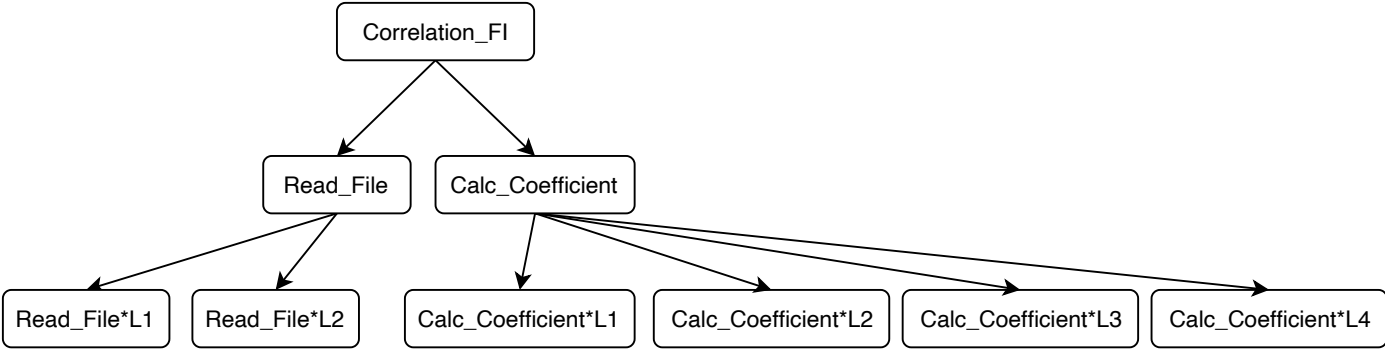 Correlation_FI
Read_File
Calc_Coefficient
Read_File*L1
Read_File*L2
Calc_Coefficient*L1
Calc_Coefficient*L2
Calc_Coefficient*L3
Calc_Coefficient*L4